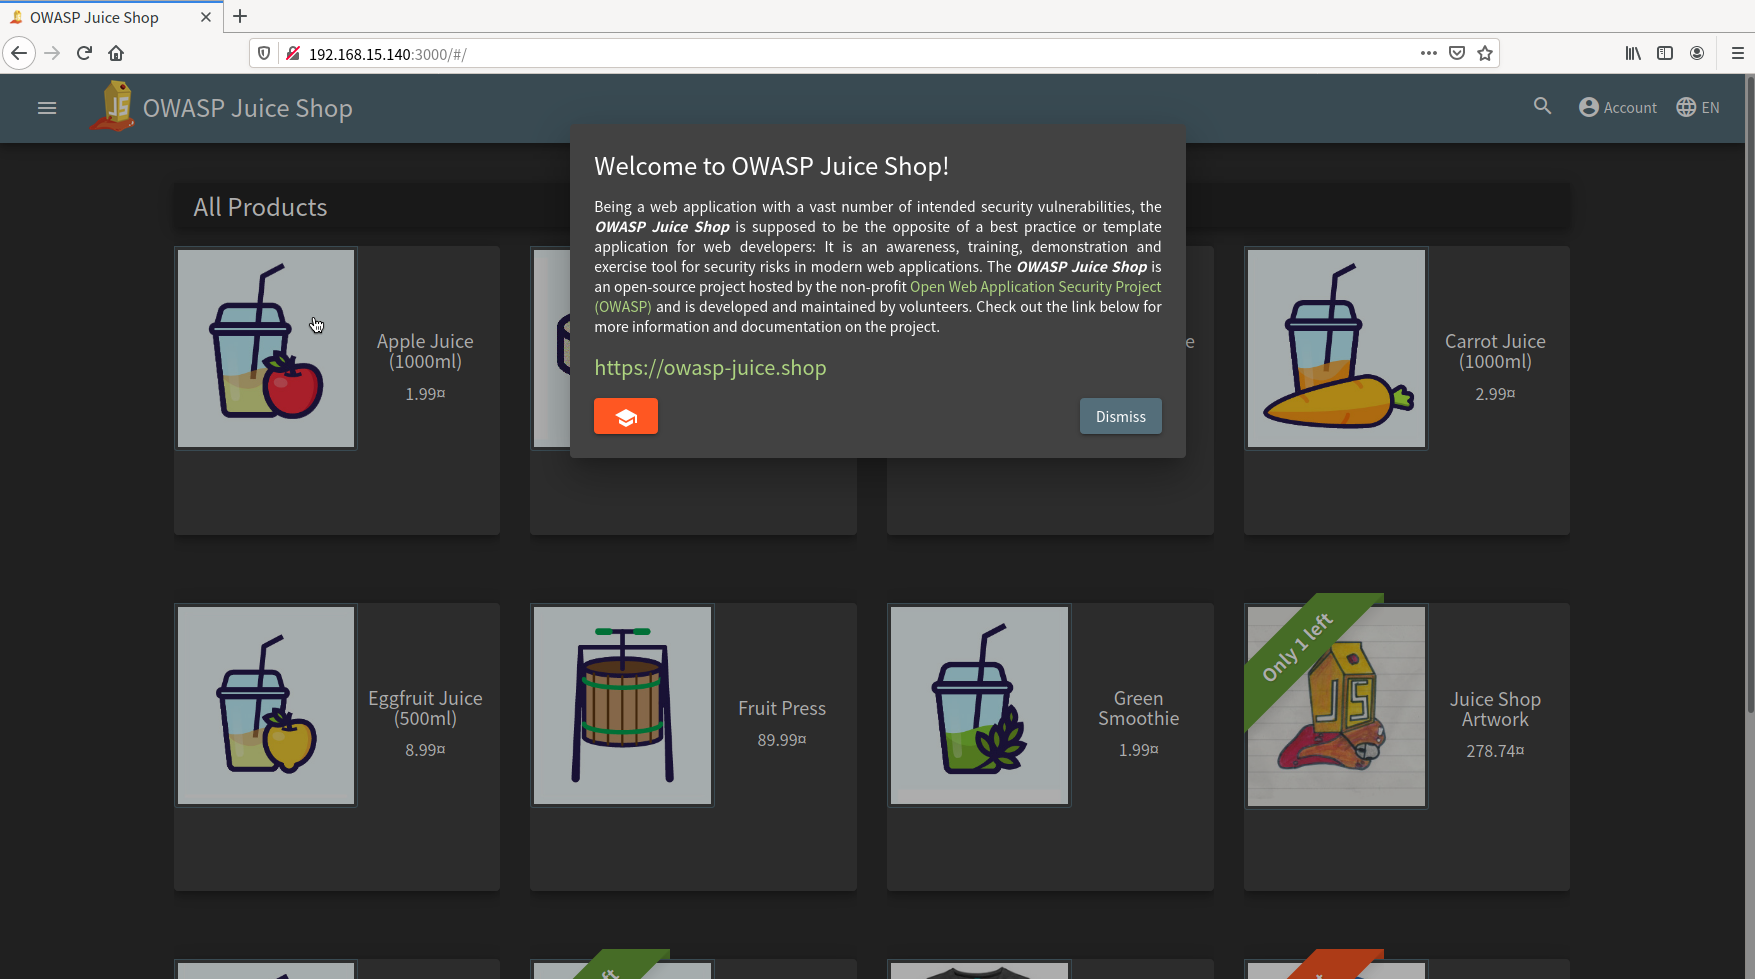 OWASP Juice Shop
192.168.15.140:3000/#/
JS
OWASP Juice Shop
Account
EN
Welcome to OWASP Juice Shop!
Being a web application with a vast number of intended security vulnerabilities, the
OWASP Juice Shop is supposed to be the opposite of a best practice or template
application for web developers: It is an awareness, training, demonstration and
exercise tool for security risks in modern web applications. The OWASP Juice Shop is
an open-source project hosted by the non-profit Open Web Application Security Project
(OWASP) and is developed and maintained by volunteers. Check out the link below for
more information and documentation on the project.
https://owasp-juice.shop
Dismiss
All Products
Apple Juice
(1000ml)
1.99¤
e
Carrot Juice
(1000ml)
2.99¤
Eggfruit Juice
(500ml)
8.99¤
Fruit Press
89.99¤
Green
Smoothie
1.99¤
Only 1 left
JS
Juice Shop
Artwork
278.74¤